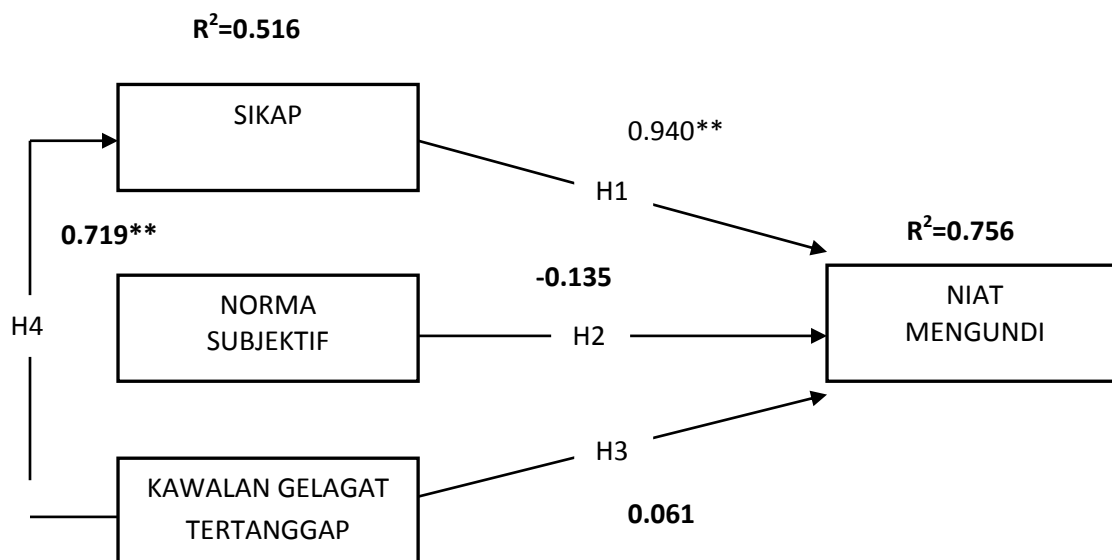 R²=0.516
SIKAP
0.940**
H1
0.719**
R²=0.756
NORMA
SUBJEKTIF
-0.135
H2
NIAT
MENGUNDI
H4
H3
KAWALAN GELAGAT
TERTANGGAP
0.061